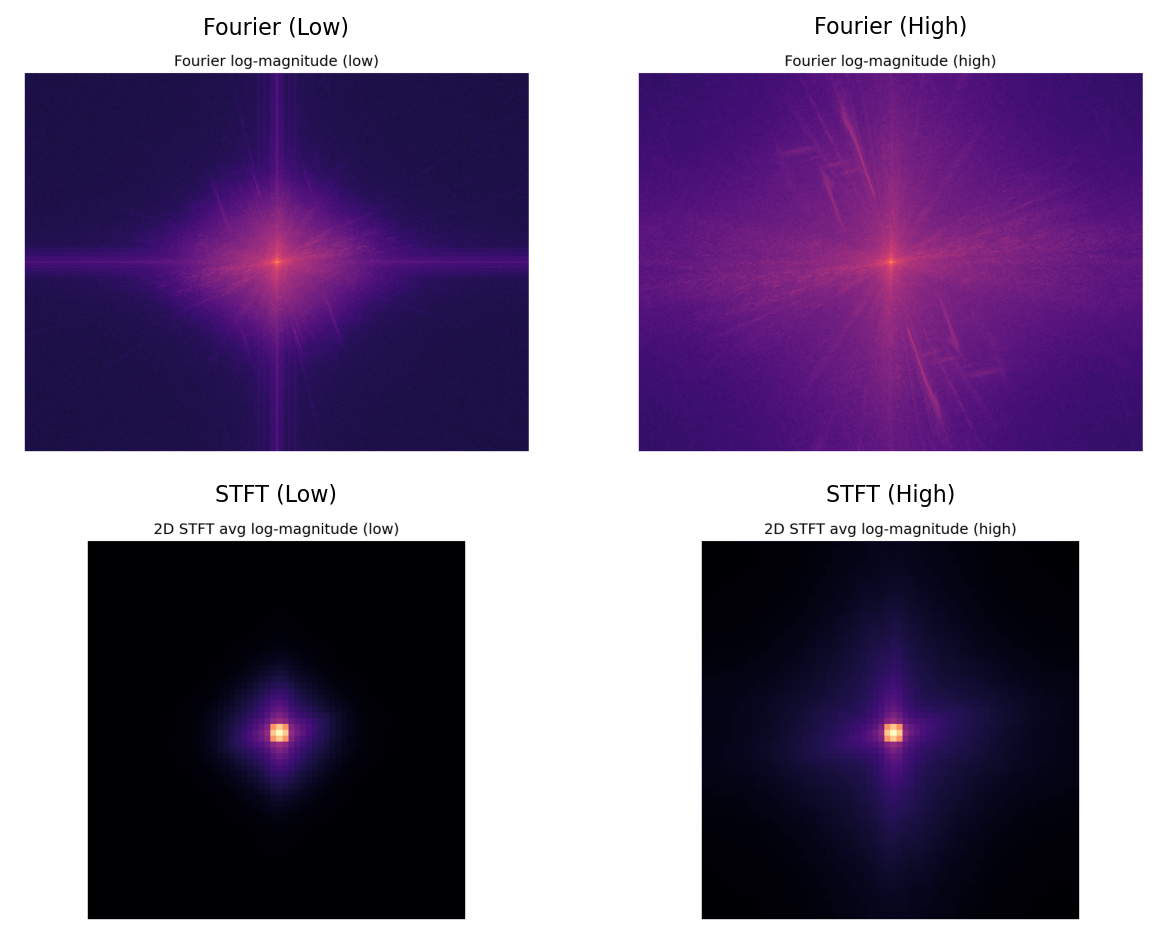 Fourier (Low)
Fourier (High)
Fourier log-magnitude (low)
Fourier log-magnitude (high)
STFT (Low)
STFT (High)
2D STFT avg log-magnitude (low)
2D STFT avg log-magnitude (high)